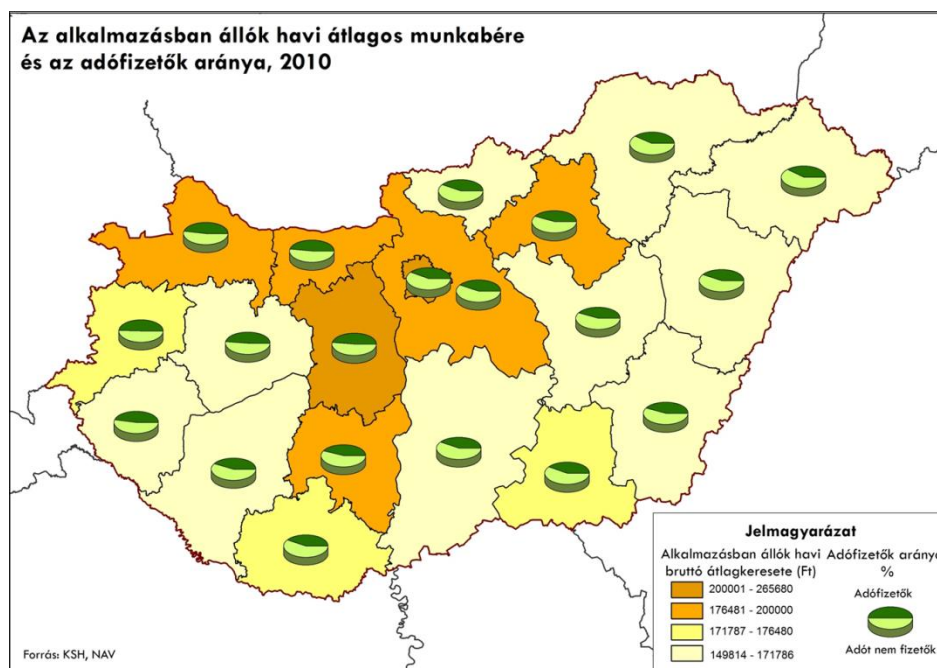 Az alkalmazásban állók havi átlagos munkabére
és az adófizetők aránya, 2010
Jelmagyarázat
Alkalmazásban állók havi
bruttó átlagkeresete (Ft)
200001 - 265680
176481 - 200000
171787 - 176480
149814 - 171786
Adófizetők aránya
%
Adófizetők
Adót nem fizetők
Forrás: KSH, NAV